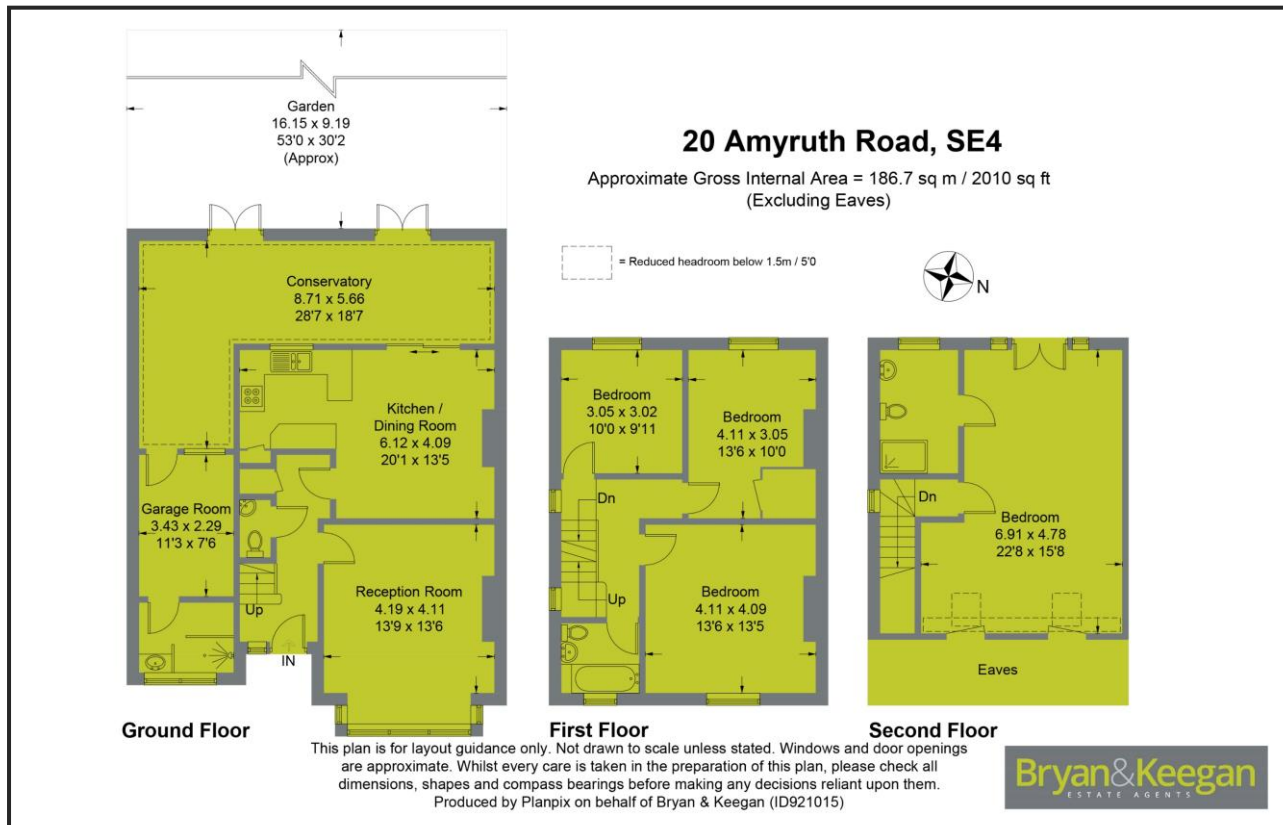 Garden
16.15 x 9.19
53'0 x 30'2
(Approx)
20 Amyruth Road, SE4
Approximate Gross Internal Area = 186.7 sq m / 2010 sq ft
(Excluding Eaves)
= Reduced headroom below 1.5m / 5'0
N
Conservatory
8.71 x 5.66
28'7 x 18'7
Kitchen /
Dining Room
6.12 x 4.09
20'1 x 13'5
Garage Room
3.43 x 2.29
11'3 x 7'6
Reception Room
4.19 x 4.11
13'9 x 13'6
Up
IN
Ground Floor
Bedroom
3.05 x 3.02
10'0 x 9'11
Bedroom
4.11 x 3.05
13'6 x 10'0
Dn
Up
Bedroom
4.11 x 4.09
13'6 x 13'5
First Floor
Dn
Bedroom
6.91 x 4.78
22'8 x 15'8
Eaves
Second Floor
This plan is for layout guidance only. Not drawn to scale unless stated. Windows and door openings
are approximate. Whilst every care is taken in the preparation of this plan, please check all
dimensions, shapes and compass bearings before making any decisions reliant upon them.
Produced by Planpix on behalf of Bryan & Keegan (ID921015)
Bryan&Keegan
ESTATE AGENTS